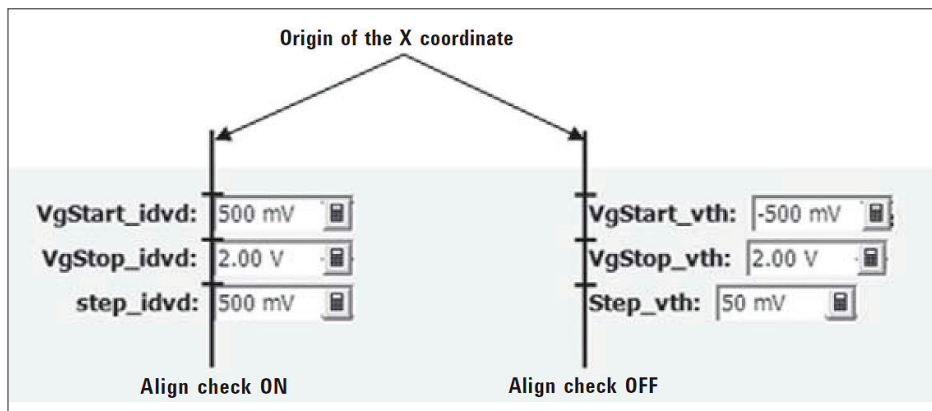 Origin of the X coordinate
VgStart_idvd: 500 mV
VgStart_vth: -500 mV
VgStop_idvd: 2.00 V
VgStop_vth: 2.00 V
step_idvd: 500 mV
Step_vth: 50 mV
Align check ON
Align check OFF